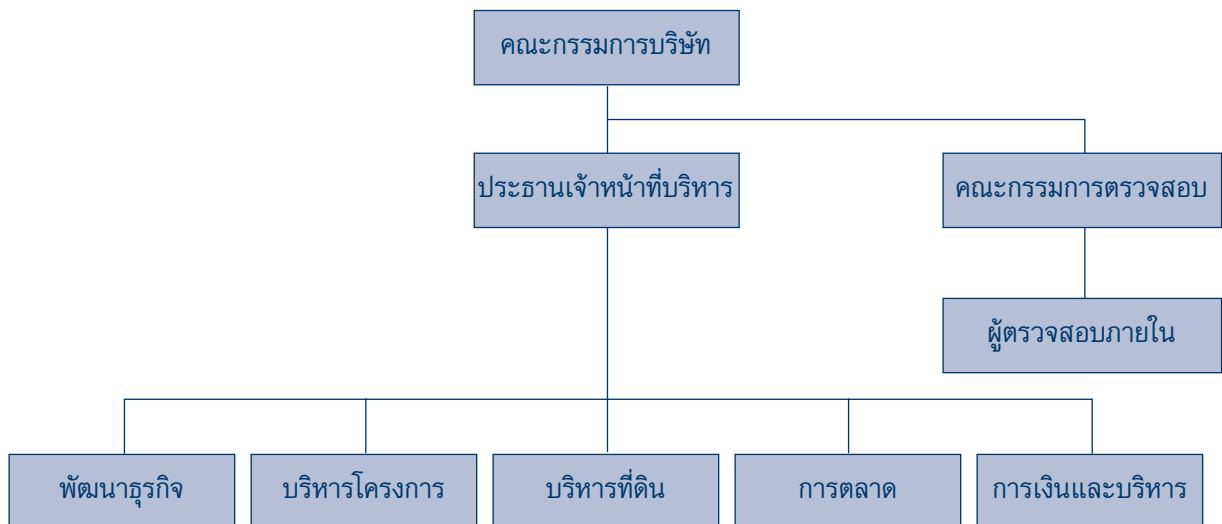 คณะกรรมการบริษัท
ประธานเจ้าหน้าที่บริหาร
คณะกรรมการตรวจสอบ
ผู้ตรวจสอบภายใน
พัฒนาธุรกิจ
บริหารโครงการ
บริหารที่ดิน
การตลาด
การเงินและบริหาร